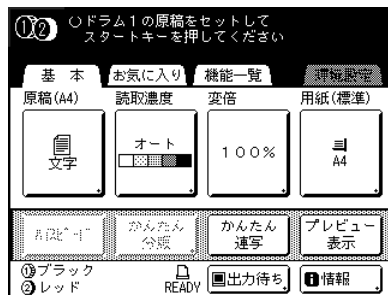 ①② ○ドラム1の原稿をセットして
スタートキーを押してください
基本 お気に入り 機能一覧 環境設定
原稿(A4) 読取濃度 変倍 用紙(標準)
文字 オート 100% A4
かんたん分版 かんたん連写 プレビュー表示
①ブラック
②レッド READY 出力待ち 情報